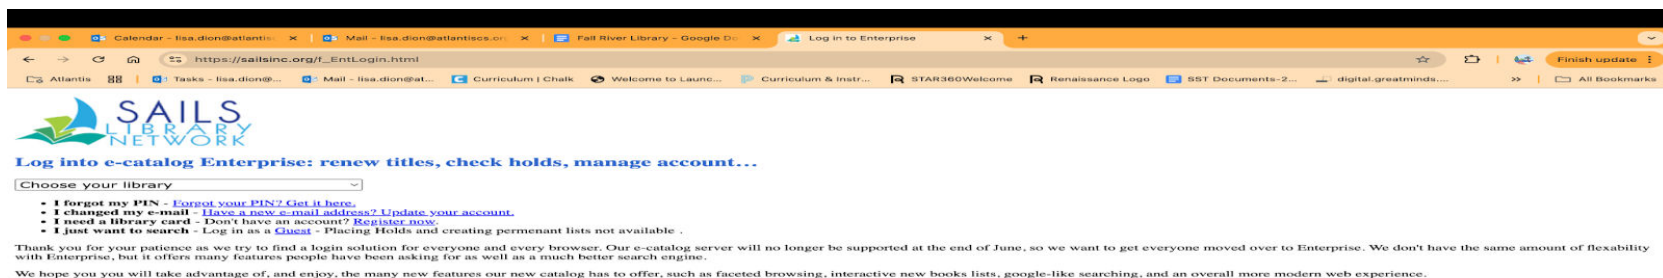 Calendar - lisa.dion@atlantis
Mail - lisa.dion@atlantiscs.or
Fall River Library - Google Do
Log in to Enterprise
https://sailsinc.org/f_EntLogin.html
Finish update
Atlantis
Tasks - lisa.dion@...
Mail - lisa.dion@at...
Curriculum | Chalk
Welcome to Launc...
Curriculum & Instr...
STAR360Welcome
Renaissance Logo
SST Documents-2...
digital.greatminds....
All Bookmarks
SAILS
LIBRARY
NETWORK
Log into e-catalog Enterprise: renew titles, check holds, manage account...
Choose your library
• I forgot my PIN - Forgot your PIN? Get it here.
• I changed my e-mail - Have a new e-mail address? Update your account.
• I need a library card - Don't have an account? Register now.
• I just want to search - Log in as a Guest - Placing Holds and creating permenant lists not available .
Thank you for your patience as we try to find a login solution for everyone and every browser. Our e-catalog server will no longer be supported at the end of June, so we want to get everyone moved over to Enterprise. We don't have the same amount of flexability
with Enterprise, but it offers many features people have been asking for as well as a much better search engine.
We hope you you will take advantage of, and enjoy, the many new features our new catalog has to offer, such as faceted browsing, interactive new books lists, google-like searching, and an overall more modern web experience.